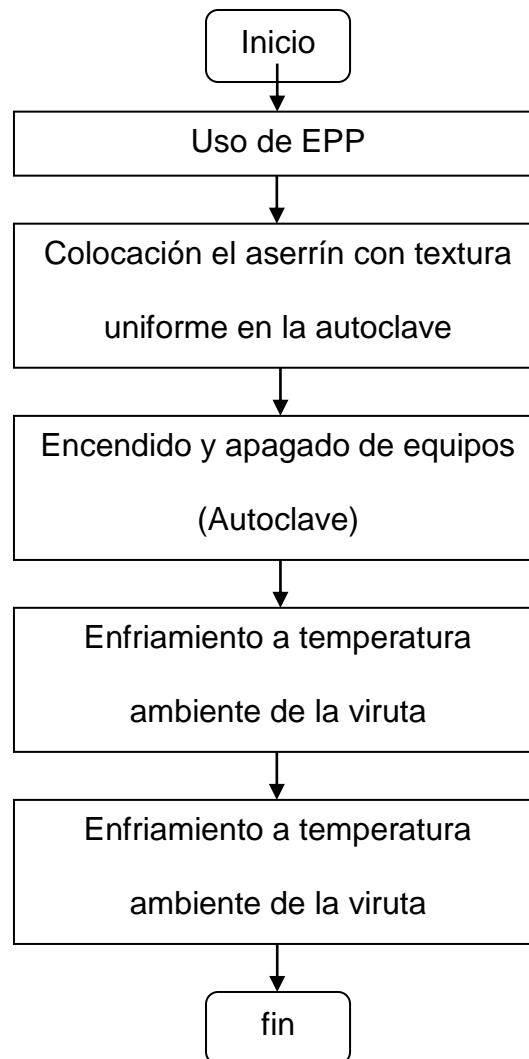 Inicio
Uso de EPP
Colocación el aserrín con textura
uniforme en la autoclave
Encendido y apagado de equipos
(Autoclave)
Enfriamiento a temperatura
ambiente de la viruta
Enfriamiento a temperatura
ambiente de la viruta
fin